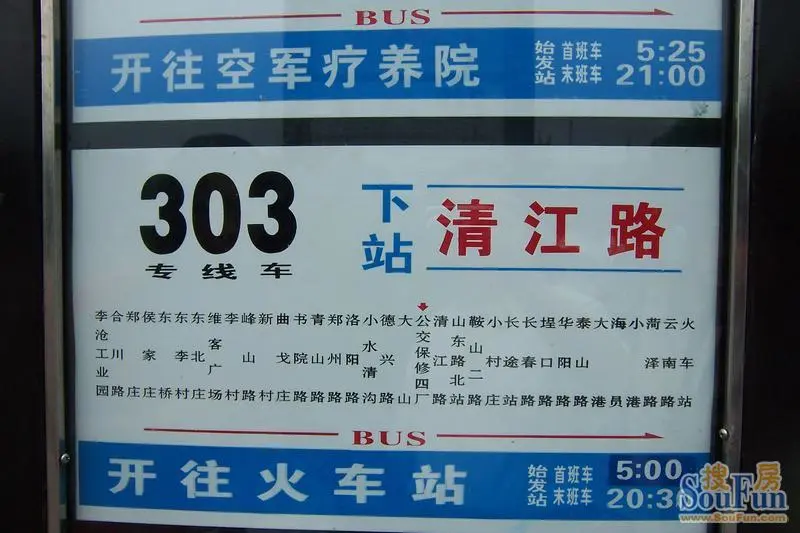 BUS
开往空军疗养院
始发站 首班车 5:25
末班车 21:00
303
专线车
下站
清江路
李沧工业园
合川路
郑庄
侯家庄
东桥
东李村
东北庄
维客广场
李村
峰山路
新村
曲戈庄
书院路
青山路
郑州路
洛阳路
小水清沟
德兴路
大山
公交保修四厂
清江路
山东路北站
鞍山二路
小村庄
长途站
长春路
埕口路
华阳路
泰山路
大港
海员
小港
菏泽路
云南路
火车站
BUS
开往火车站
始发站 首班车 5:00
末班车 20:30
搜房
SouFun
www.SouFun.com